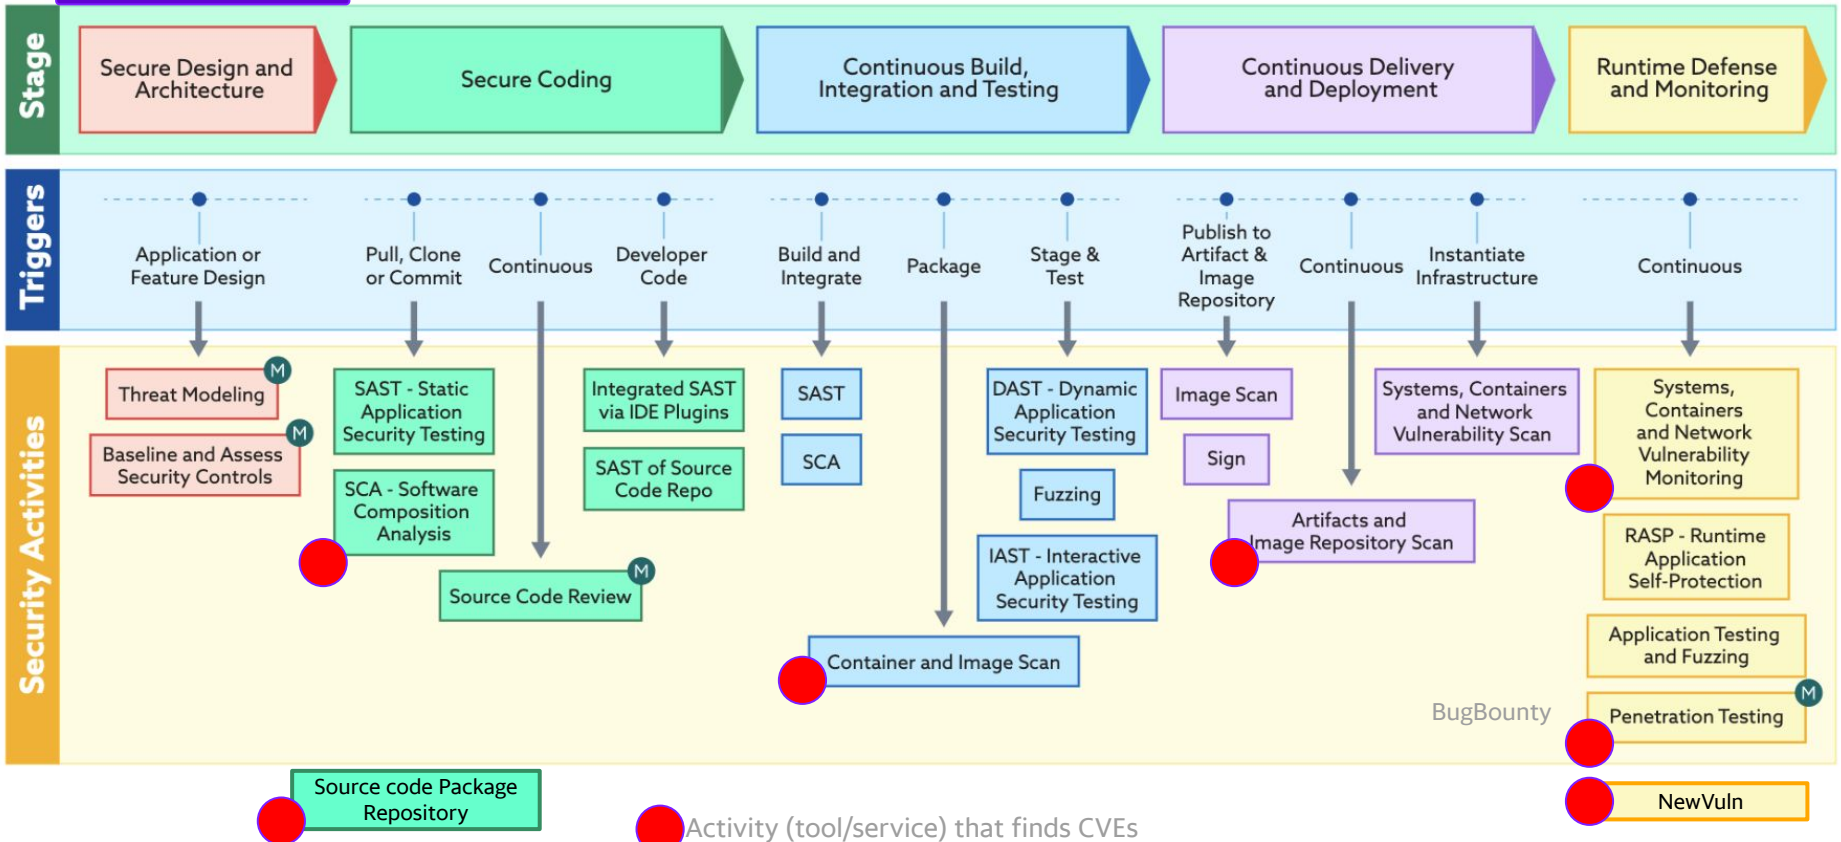 Stage
Secure Design and
Architecture
Secure Coding
Continuous Build,
Integration and Testing
Continuous Delivery
and Deployment
Runtime Defense
and Monitoring
Triggers
Application or
Feature Design
Pull, Clone
or Commit
Continuous
Developer
Code
Build and
Integrate
Package
Stage &
Test
Publish to
Artifact &
Image
Repository
Continuous
Instantiate
Infrastructure
Continuous
Security Activities
Threat Modeling
M
Baseline and Assess
Security Controls
M
SAST - Static
Application
Security Testing
SCA - Software
Composition
Analysis
Source Code Review
M
Integrated SAST
via IDE Plugins
SAST of Source
Code Repo
SAST
SCA
Container and Image Scan
DAST - Dynamic
Application
Security Testing
Fuzzing
IAST - Interactive
Application
Security Testing
Image Scan
Sign
Artifacts and
Image Repository Scan
Systems, Containers
and Network
Vulnerability Scan
Systems,
Containers
and Network
Vulnerability
Monitoring
RASP - Runtime
Application
Self-Protection
Application Testing
and Fuzzing
BugBounty
Penetration Testing
M
Source code Package
Repository
Activity (tool/service) that finds CVEs
NewVuln